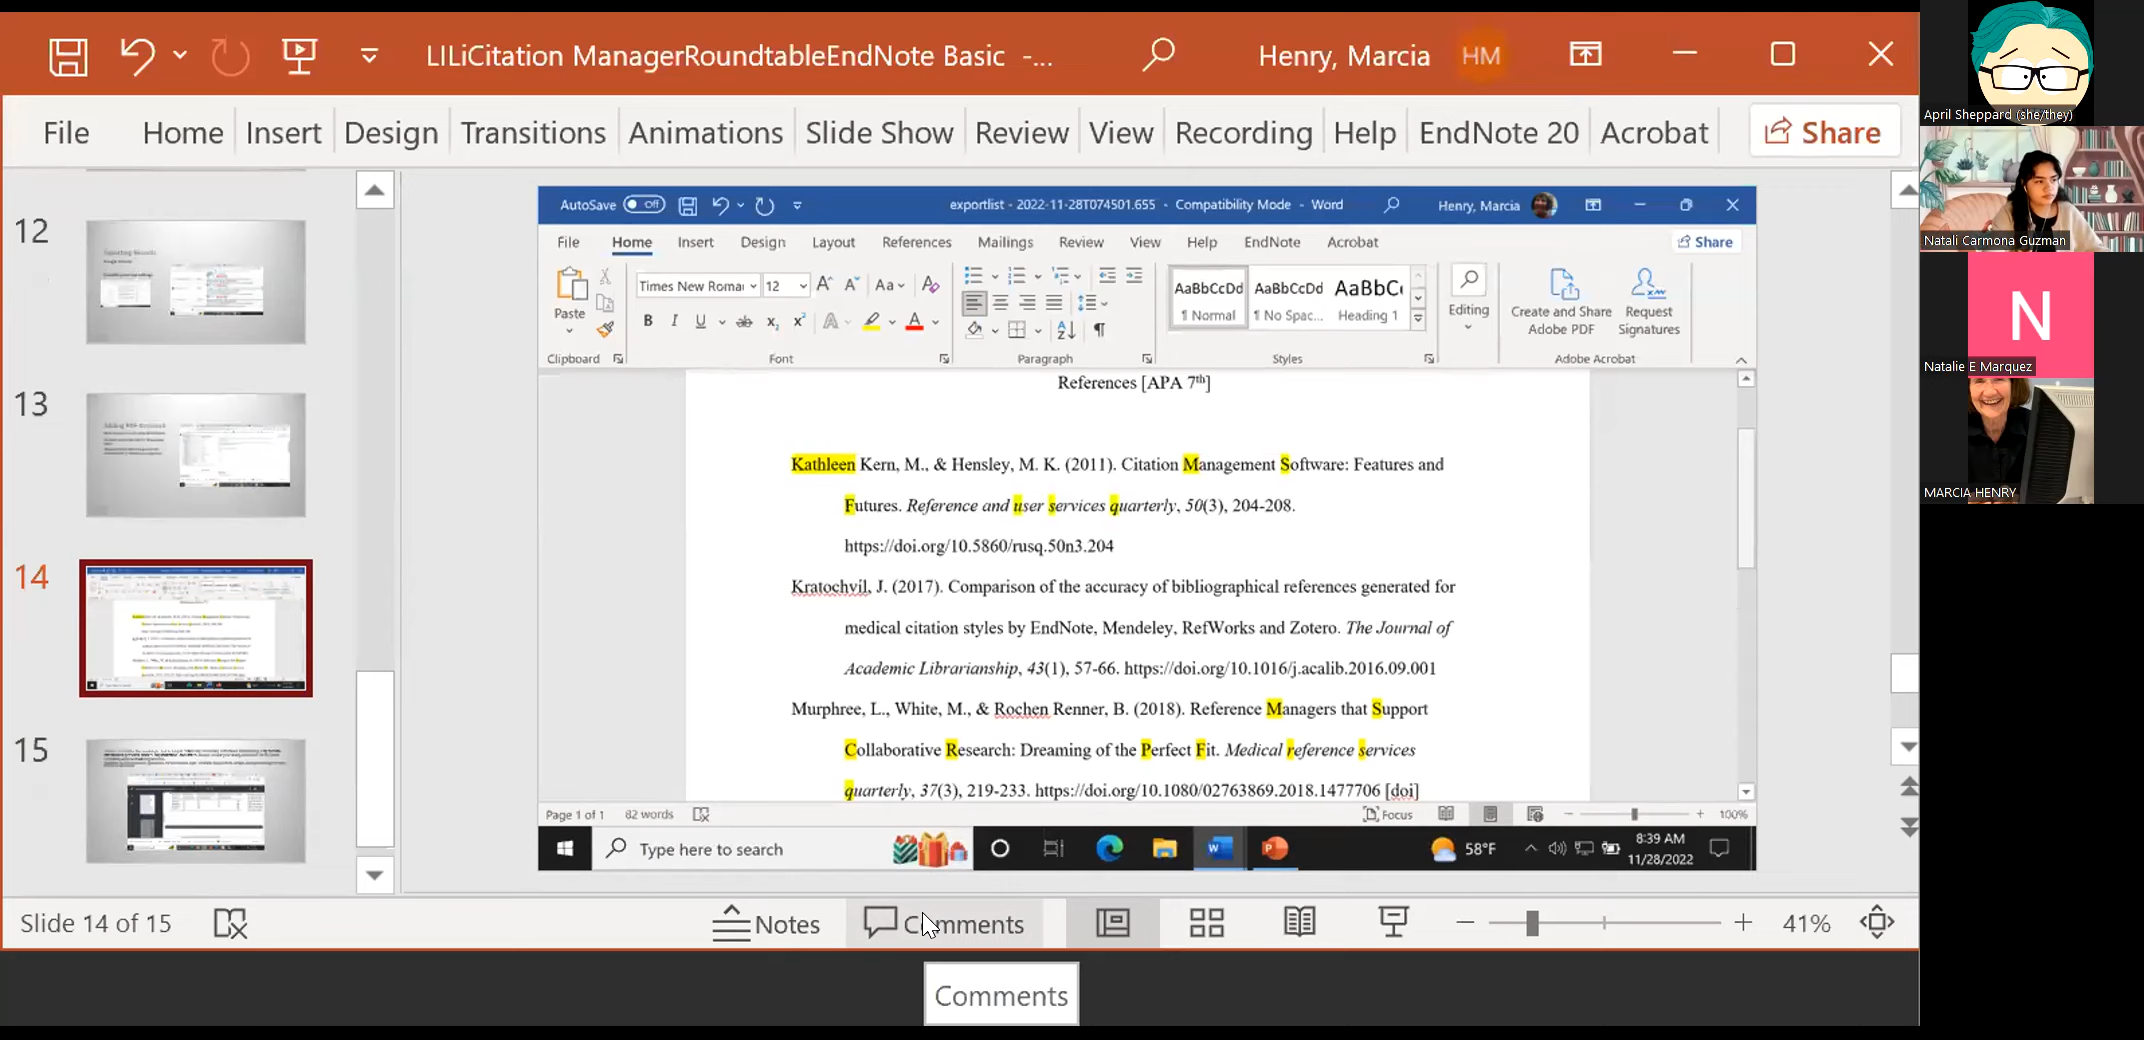 LILiCitation ManagerRoundtableEndNote Basic -...
Henry, Marcia HM
File Home Insert Design Transitions Animations Slide Show Review View Recording Help EndNote 20 Acrobat Share
12
13
14
15
AutoSave Off
exportlist - 2022-11-28T074501.655 - Compatibility Mode - Word
Henry, Marcia
File Home Insert Design Layout References Mailings Review View Help EndNote Acrobat Share
Paste
Times New Roman 12
Aa
B I U ab x₂ x² A A
AaBbCcDd AaBbCcDd AaBbCc
¶ Normal ¶ No Spac... Heading 1
Editing
Create and Share Adobe PDF
Request Signatures
Clipboard Font Paragraph Styles Adobe Acrobat
References [APA 7th]
Kathleen Kern, M., & Hensley, M. K. (2011). Citation Management Software: Features and
Futures. Reference and user services quarterly, 50(3), 204-208.
https://doi.org/10.5860/rusq.50n3.204
Kratochvíl, J. (2017). Comparison of the accuracy of bibliographical references generated for
medical citation styles by EndNote, Mendeley, RefWorks and Zotero. The Journal of
Academic Librarianship, 43(1), 57-66. https://doi.org/10.1016/j.acalib.2016.09.001
Murphree, L., White, M., & Rochen Renner, B. (2018). Reference Managers that Support
Collaborative Research: Dreaming of the Perfect Fit. Medical reference services
quarterly, 37(3), 219-233. https://doi.org/10.1080/02763869.2018.1477706 [doi]
Page 1 of 1 82 words
Focus
100%
Type here to search
58°F
8:39 AM
11/28/2022
Slide 14 of 15
Notes
Comments
41%
Comments
April Sheppard (she/they)
Natali Carmona Guzman
N
Natalie E Marquez
MARCIA HENRY